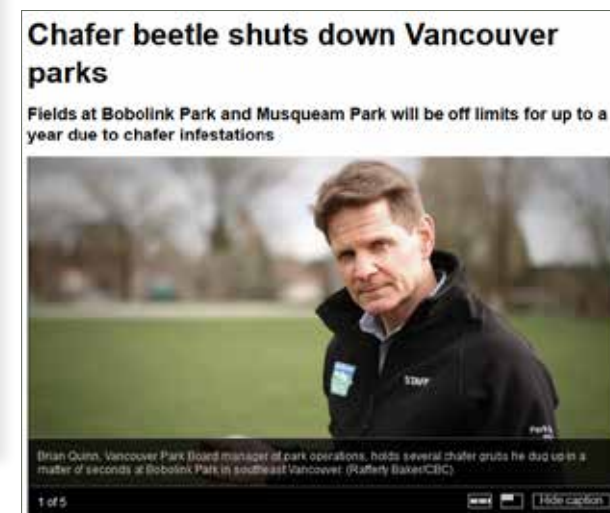 Chafer beetle shuts down Vancouver
parks
Fields at Bobolink Park and Musqueam Park will be off limits for up to a
year due to chafer infestations
STAFF
Parks
Brian Quinn, Vancouver Park Board manager of park operations, holds several chafer grubs he dug up in a
matter of seconds at Bobolink Park in southeast Vancouver. (Rafferty Baker/CBC)
1 of 5
Hide caption